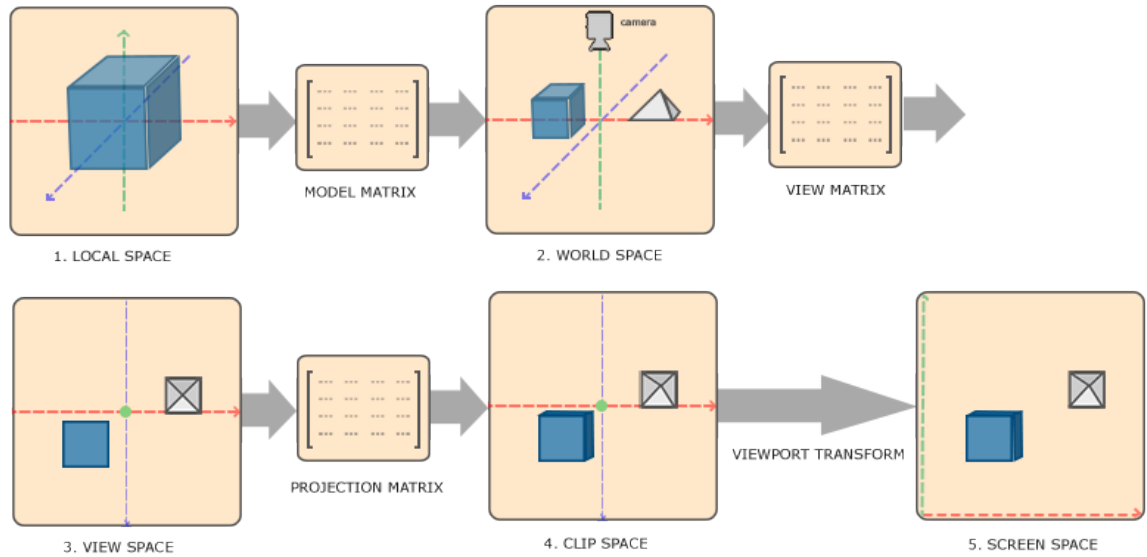 camera
MODEL MATRIX
VIEW MATRIX
1. LOCAL SPACE
2. WORLD SPACE
PROJECTION MATRIX
VIEWPORT TRANSFORM
3. VIEW SPACE
4. CLIP SPACE
5. SCREEN SPACE